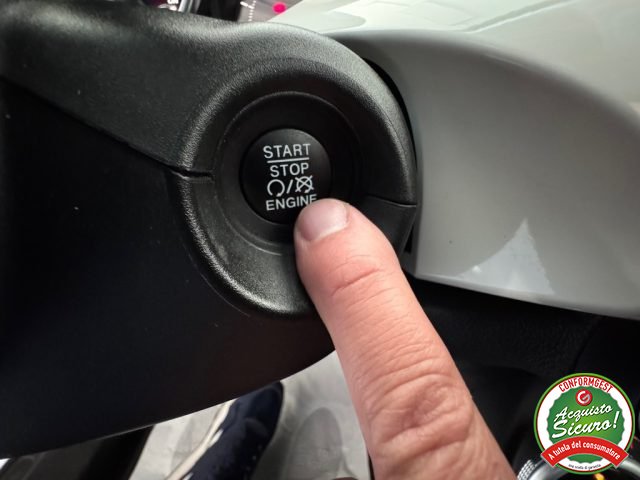 START
STOP
ENGINE
CONFORMGEST
Acquisto
Sicuro!
A tutela del consumatore